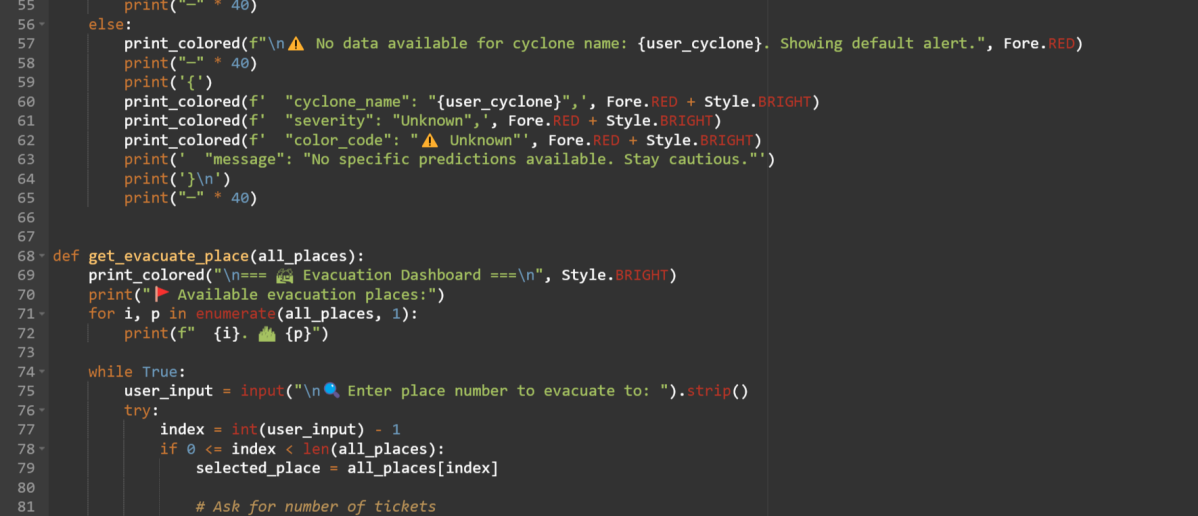 55 print("—" * 40)
56 else:
57 print_colored(f"\n⚠️ No data available for cyclone name: {user_cyclone}. Showing default alert.", Fore.RED)
58 print("—" * 40)
59 print('{')
60 print_colored(f'  "cyclone_name": "{user_cyclone}",', Fore.RED + Style.BRIGHT)
61 print_colored(f'  "severity": "Unknown",', Fore.RED + Style.BRIGHT)
62 print_colored(f'  "color_code": "⚠️ Unknown"', Fore.RED + Style.BRIGHT)
63 print('  "message": "No specific predictions available. Stay cautious."')
64 print('}\n')
65 print("—" * 40)
66
67
68 def get_evacuate_place(all_places):
69 print_colored("\n=== 🏟 Evacuation Dashboard ===\n", Style.BRIGHT)
70 print("🚩 Available evacuation places:")
71 for i, p in enumerate(all_places, 1):
72 print(f"  {i}. 🏙 {p}")
73
74 while True:
75 user_input = input("\n🔍 Enter place number to evacuate to: ").strip()
76 try:
77 index = int(user_input) - 1
78 if 0 <= index < len(all_places):
79 selected_place = all_places[index]
80
81 # Ask for number of tickets